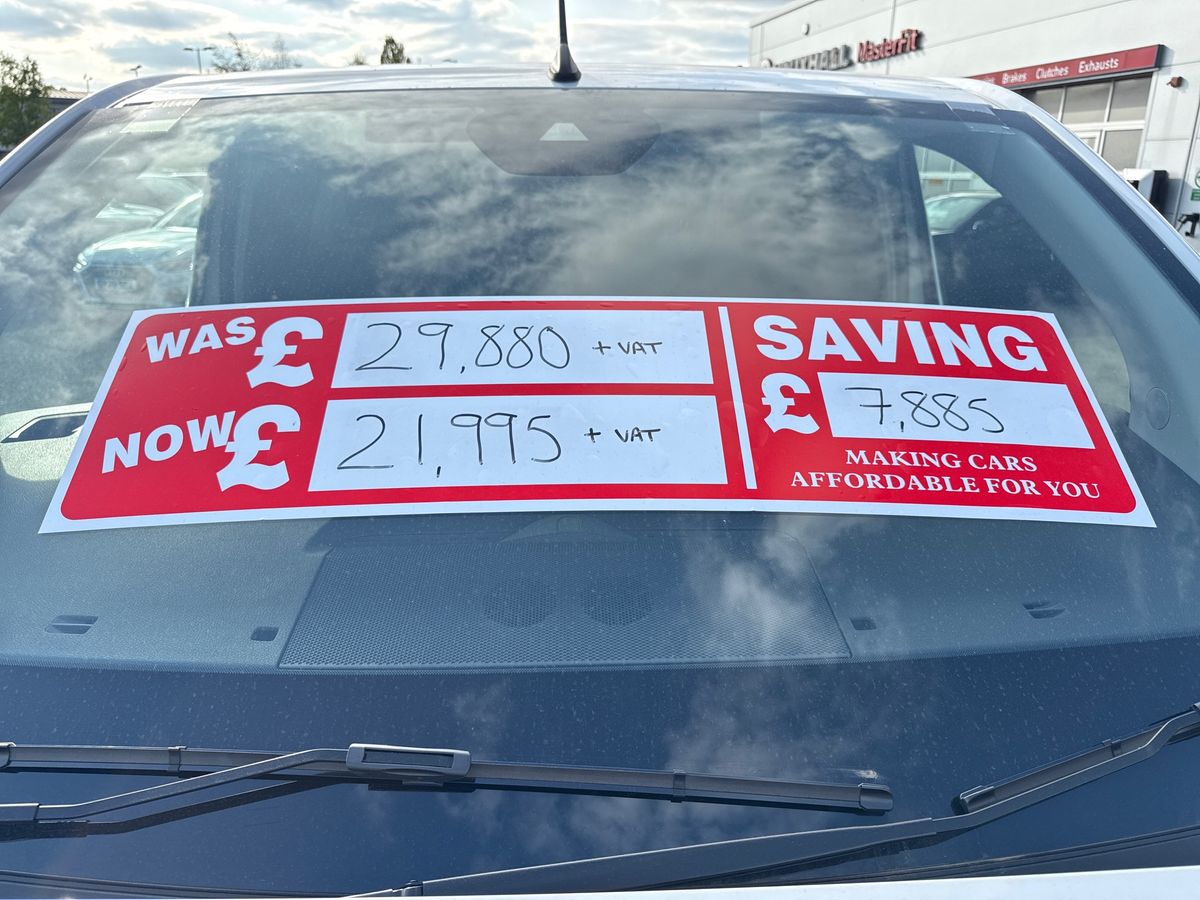 MasterFit
Brakes Clutches Exhausts
WAS £ 29,880 + VAT
NOW £ 21,995 + VAT
SAVING
£ 7,885
MAKING CARS
AFFORDABLE FOR YOU